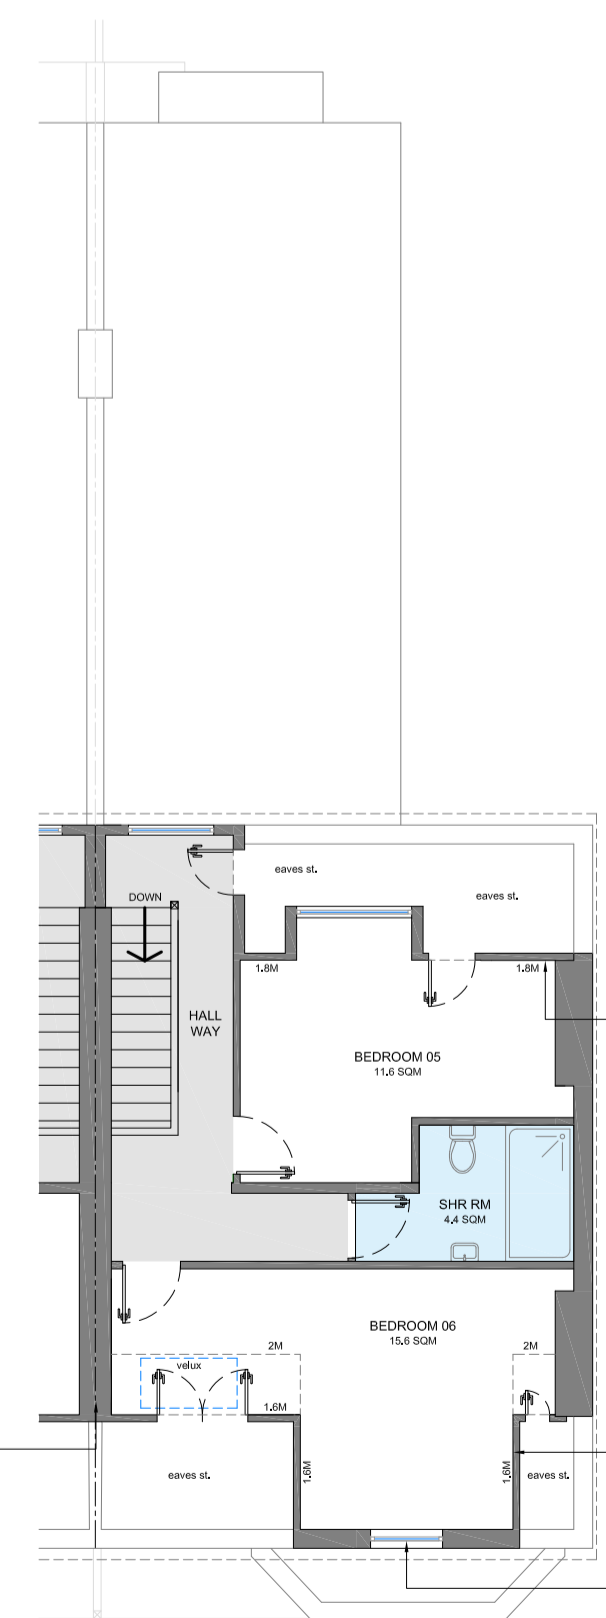 eaves st.
eaves st.
DOWN
1.8M
1.8M
HALL
WAY
BEDROOM 05
11.6 SQM
SHR RM
4.4 SQM
BEDROOM 06
15.6 SQM
2M
2M
velux
1.6M
1.6M
1.6M
eaves st.
eaves st.